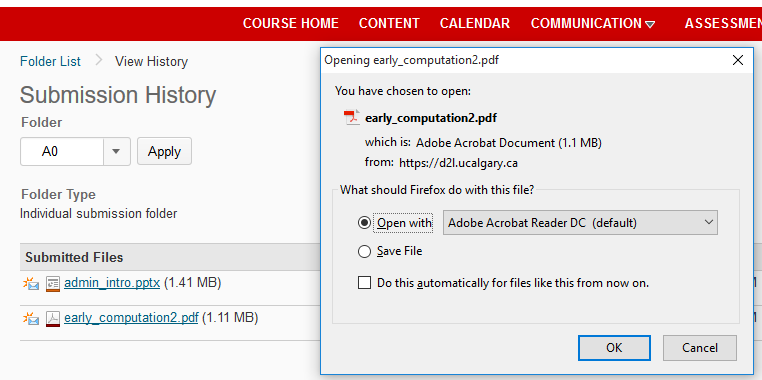 COURSE HOME CONTENT CALENDAR COMMUNICATION ASSESSMEN
Folder List > View History
Submission History
Folder
A0 Apply
Folder Type
Individual submission folder
Submitted Files
admin_intro.pptx (1.41 MB)
early_computation2.pdf (1.11 MB)
Opening early_computation2.pdf
You have chosen to open:
early_computation2.pdf
which is: Adobe Acrobat Document (1.1 MB)
from: https://d2l.ucalgary.ca
What should Firefox do with this file?
Open with Adobe Acrobat Reader DC (default)
Save File
Do this automatically for files like this from now on.
OK Cancel